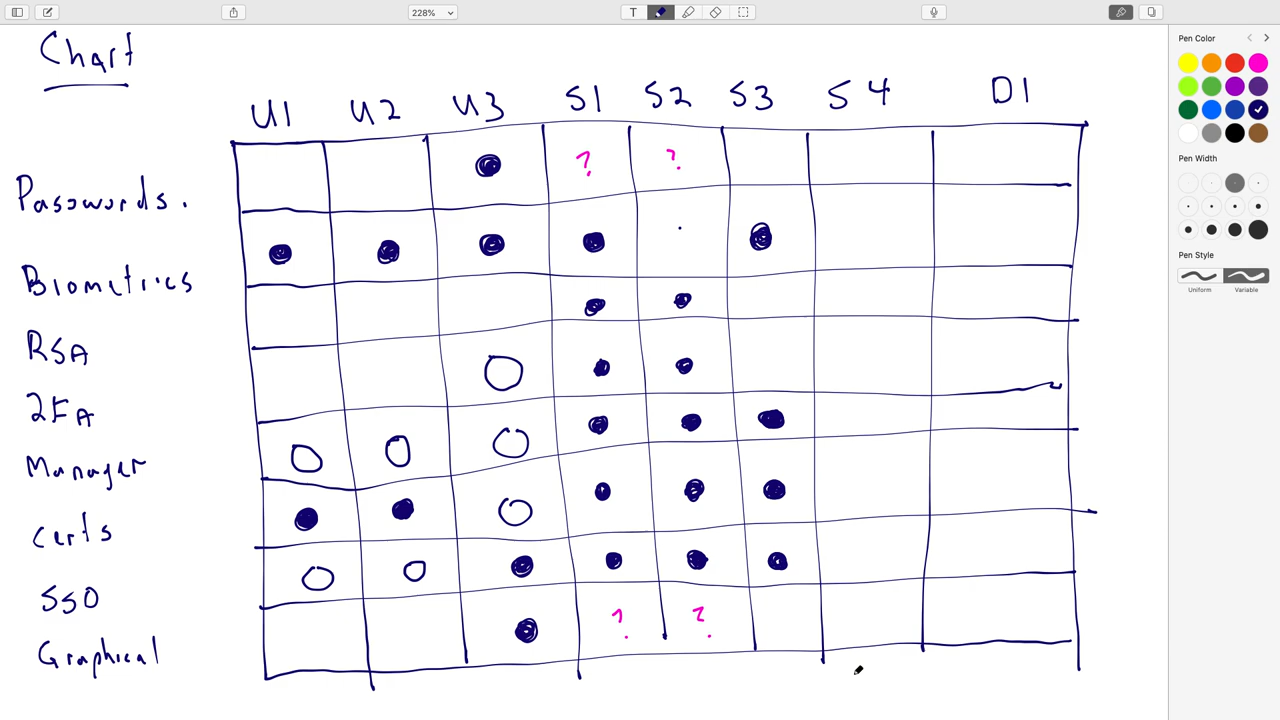 228%
T
Chart
U1 U2 U3 S1 S2 S3 S4 D1
Passwords. ? ?
Biometrics
RSA
2FA
Manager
Certs
SSO
Graphical ? ?
Pen Color
Pen Width
Pen Style
Uniform Variable